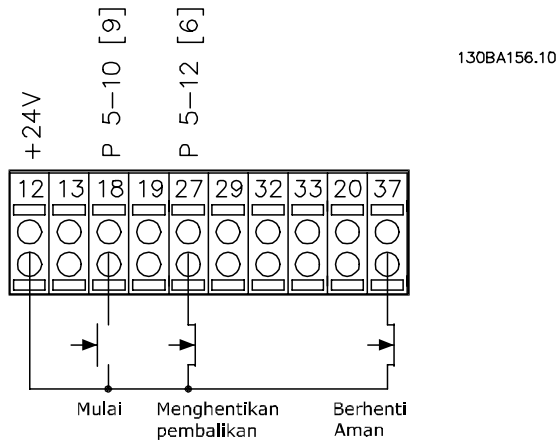 130BA156.10
+24V
P 5-10 [9]
P 5-12 [6]
12 13 18 19 27 29 32 33 20 37
Mulai
Menghentikan
pembalikan
Berhenti
Aman